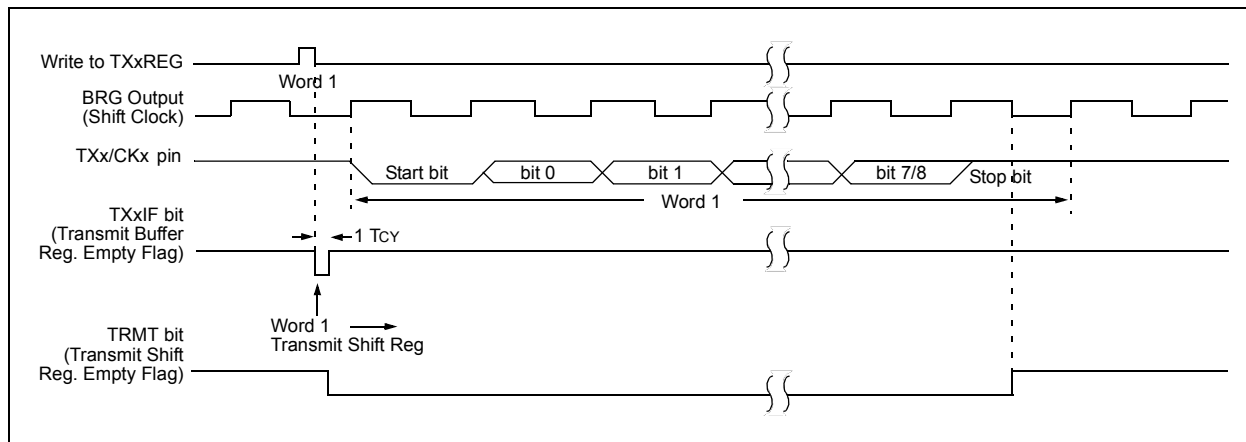 Write to TXxREG
Word 1
BRG Output
(Shift Clock)
TXx/CKx pin
Start bit
bit 0
bit 1
bit 7/8
Stop bit
Word 1
TXxIF bit
(Transmit Buffer
Reg. Empty Flag)
1 TCY
Word 1
Transmit Shift Reg
TRMT bit
(Transmit Shift
Reg. Empty Flag)